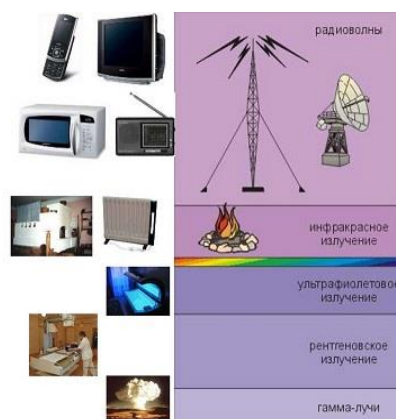 радиоволны
инфракрасное
излучение
ультрафиолетовое
излучение
рентгеновское
излучение
гамма-лучи